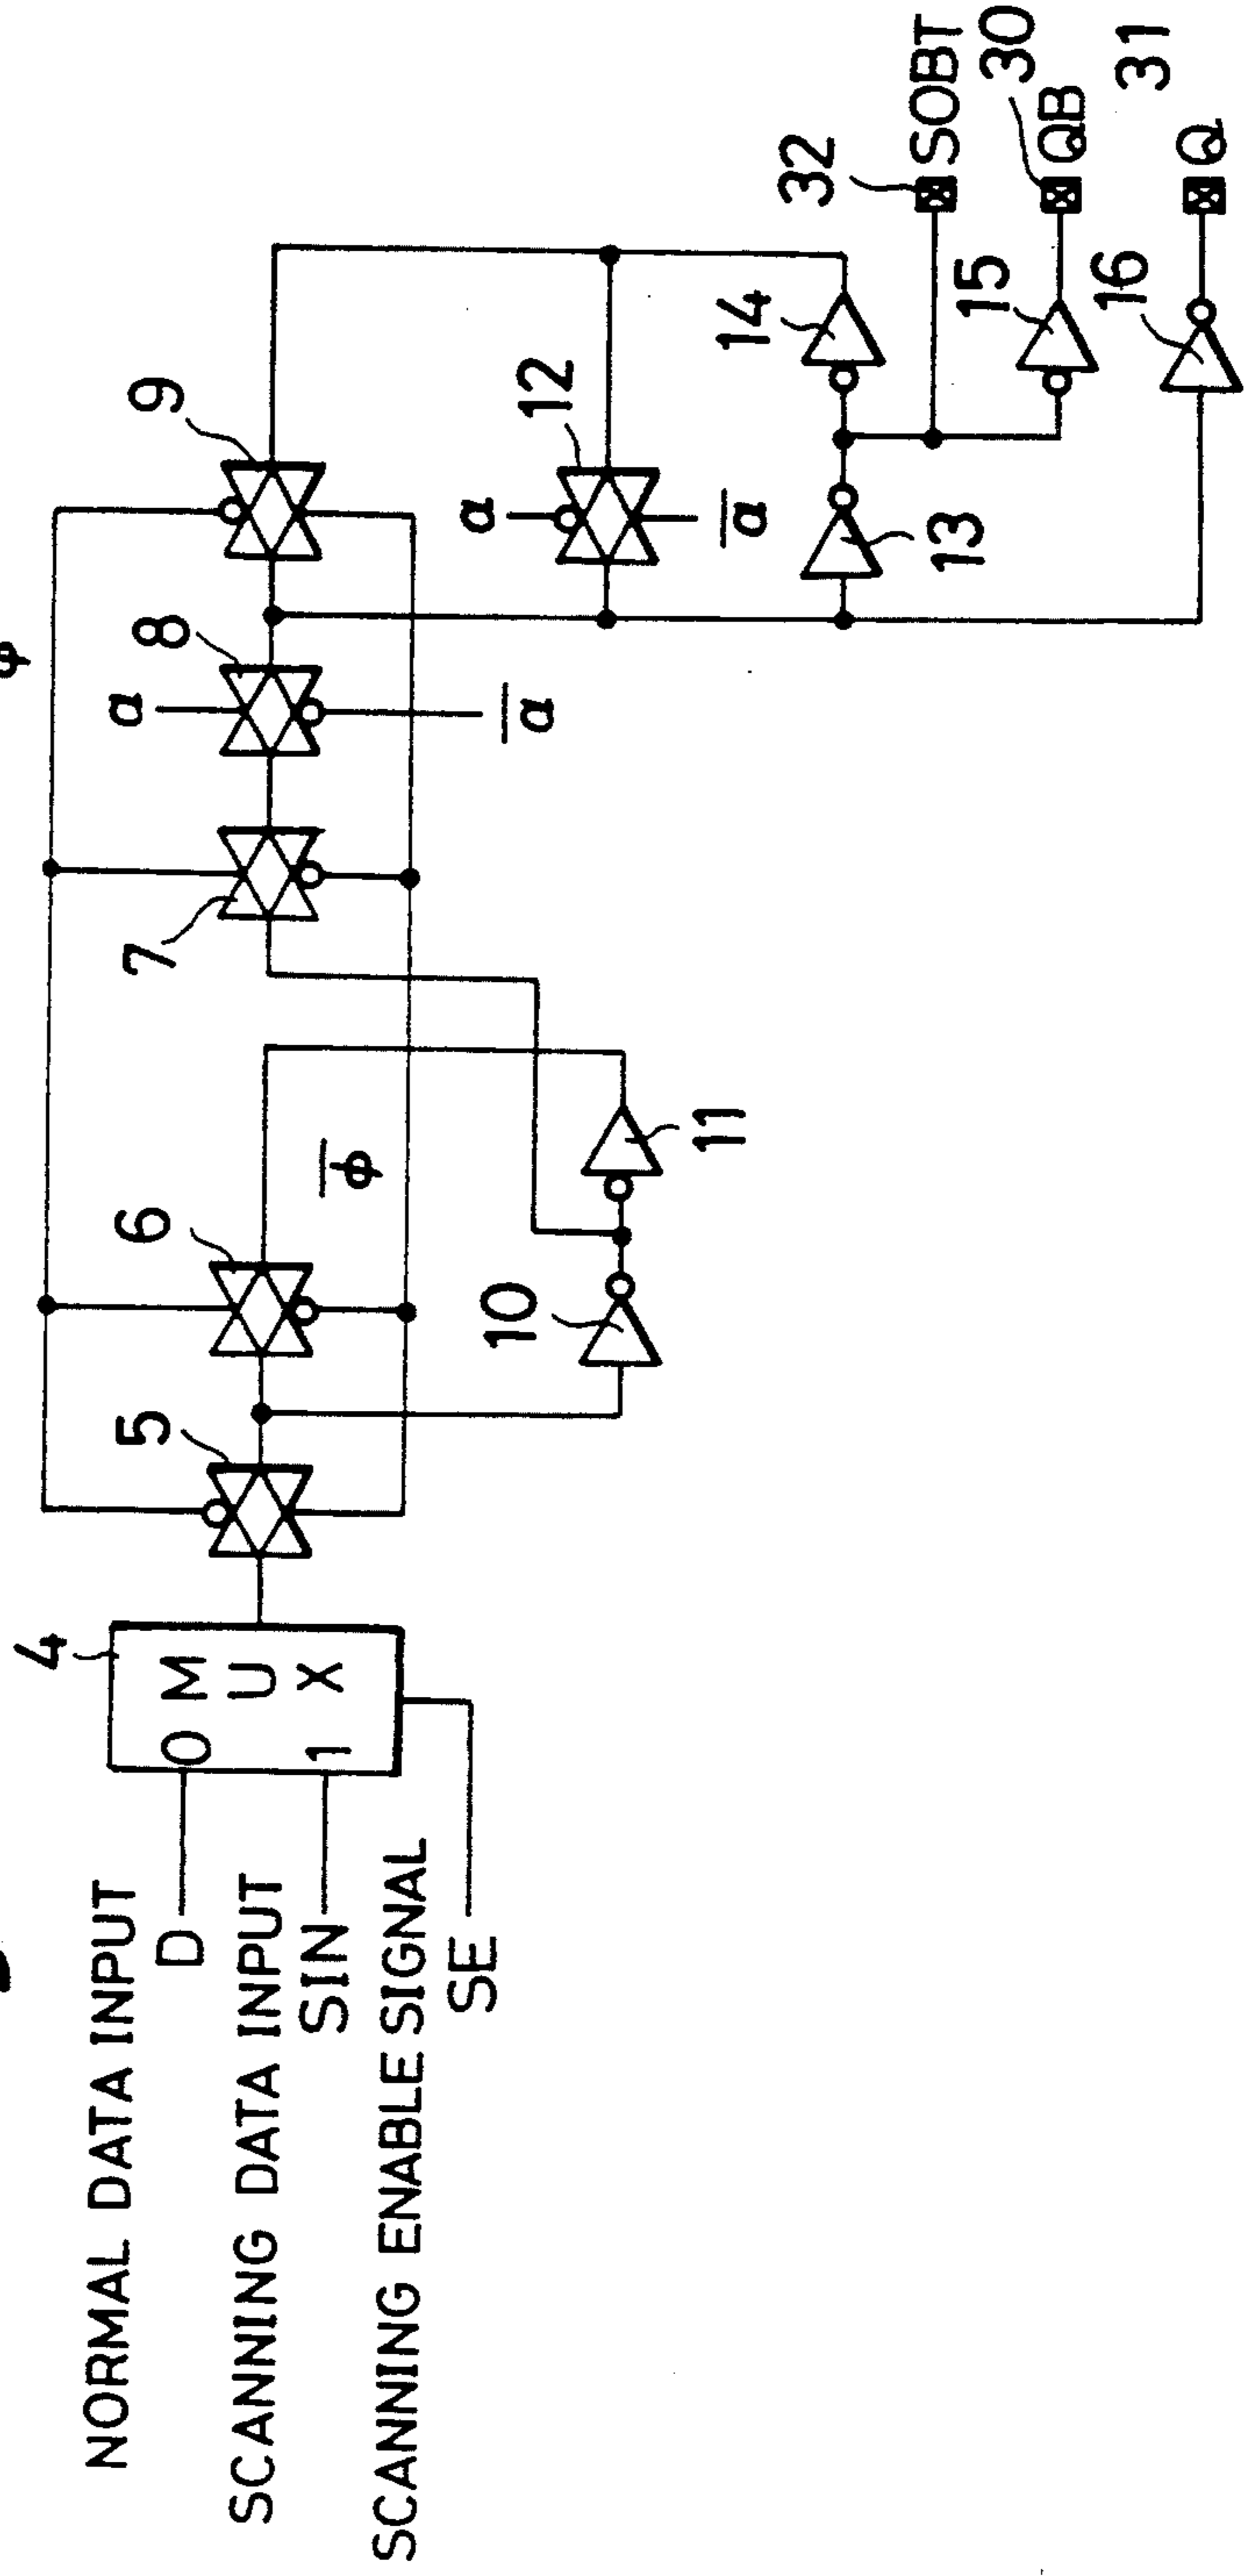 NORMAL DATA INPUT
D
SCANNING DATA INPUT
SIN
SCANNING ENABLE SIGNAL
SE
4
0 M
U
1 X
5
6
ϕ̅
10
11
7
8
a
a̅
ϕ
9
12
a
a̅
13
14
32
SOBT
15
30
QB
16
31
Q